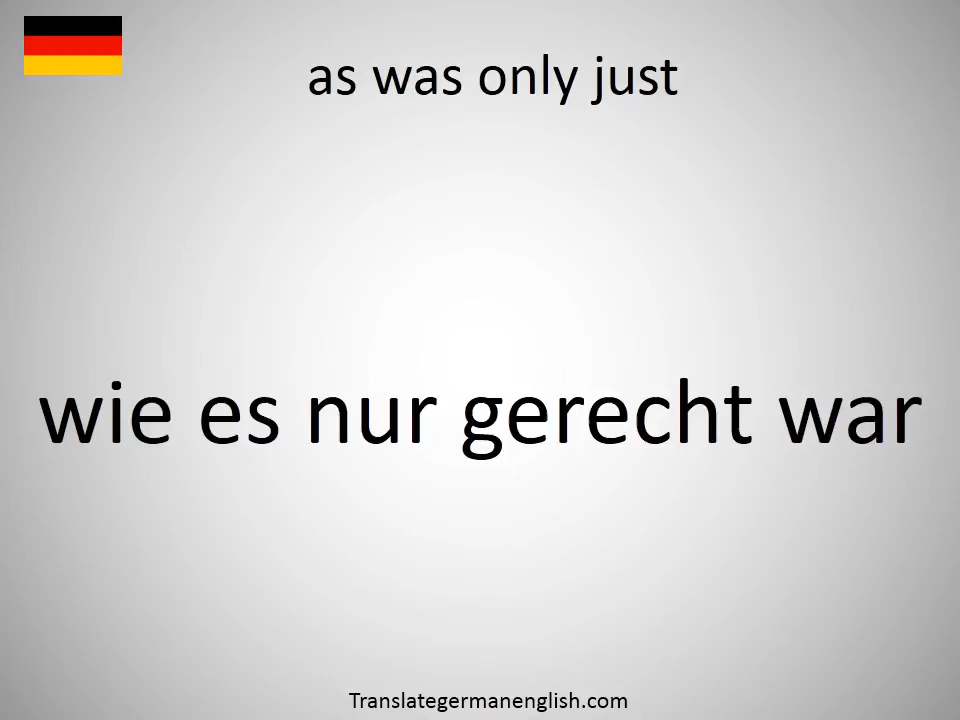 as was only just
wie es nur gerecht war
Translategermanenglish.com